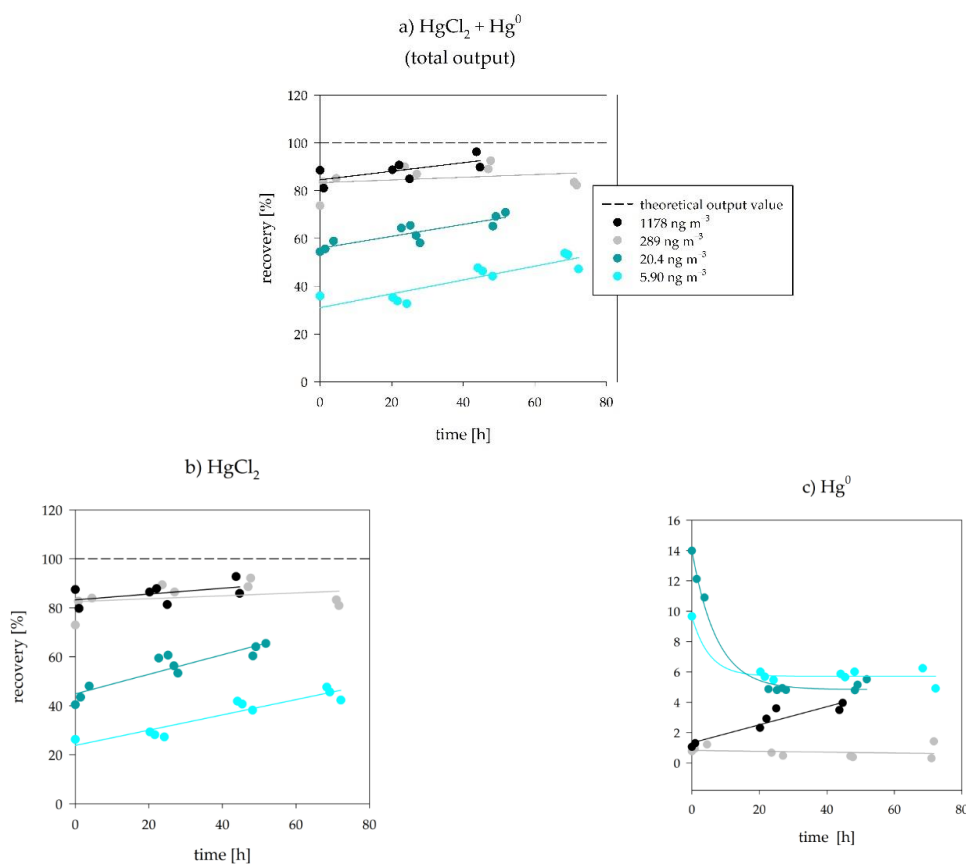 a) HgCl₂ + Hg⁰
(total output)
120
100
80
60
40
20
0
recovery [%]
0 20 40 60 80
time [h]
theoretical output value
1178 ng m⁻³
289 ng m⁻³
20.4 ng m⁻³
5.90 ng m⁻³
b) HgCl₂
120
100
80
60
40
20
0
recovery [%]
0 20 40 60 80
time [h]
c) Hg⁰
16
14
12
10
8
6
4
2
0
0 20 40 60 80
time [h]